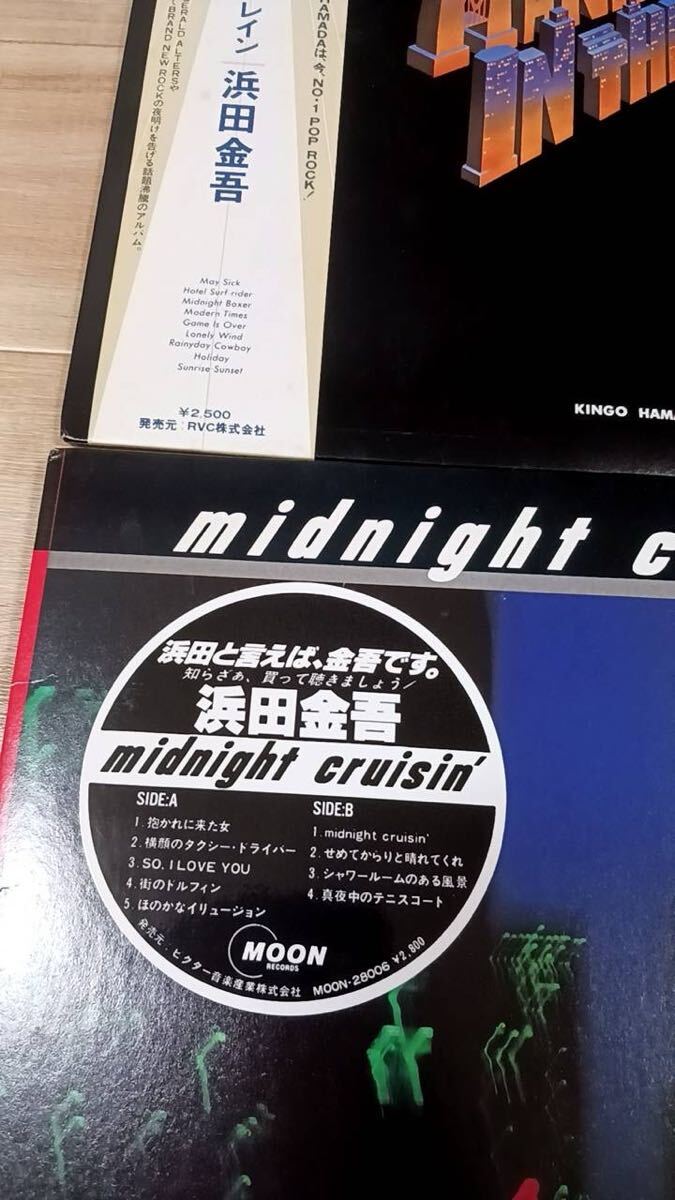 HAMADAは、今、NO・1 POP ROCK!
レイン
浜田金吾
ERALD ALTERSや
BRAND NEW ROCKの夜明けを告げる話題沸騰のアルバム。
May Sick
Hotel Surf rider
Midnight Boxer
Modern Times
Game Is Over
Lonely Wind
Rainyday Cowboy
Holiday
Sunrise Sunset
¥2,500
発売元:RVC株式会社
IN THE
KINGO HAMA
midnight c
浜田と言えば、金吾です。
知らざぁ、買って聴きましょう/
浜田金吾
midnight cruisin'
SIDE:A
1.抱かれに来た女
2.横顔のタクシー・ドライバー
3.SO, I LOVE YOU
4.街のドルフィン
5.ほのかなイリュージョン
SIDE:B
1.midnight cruisin'
2.せめてからりと晴れてくれ
3.シャワールームのある風景
4.真夜中のテニスコート
MOON
RECORDS
発売元:ビクター音楽産業株式会社 MOON-28006 ¥2,800